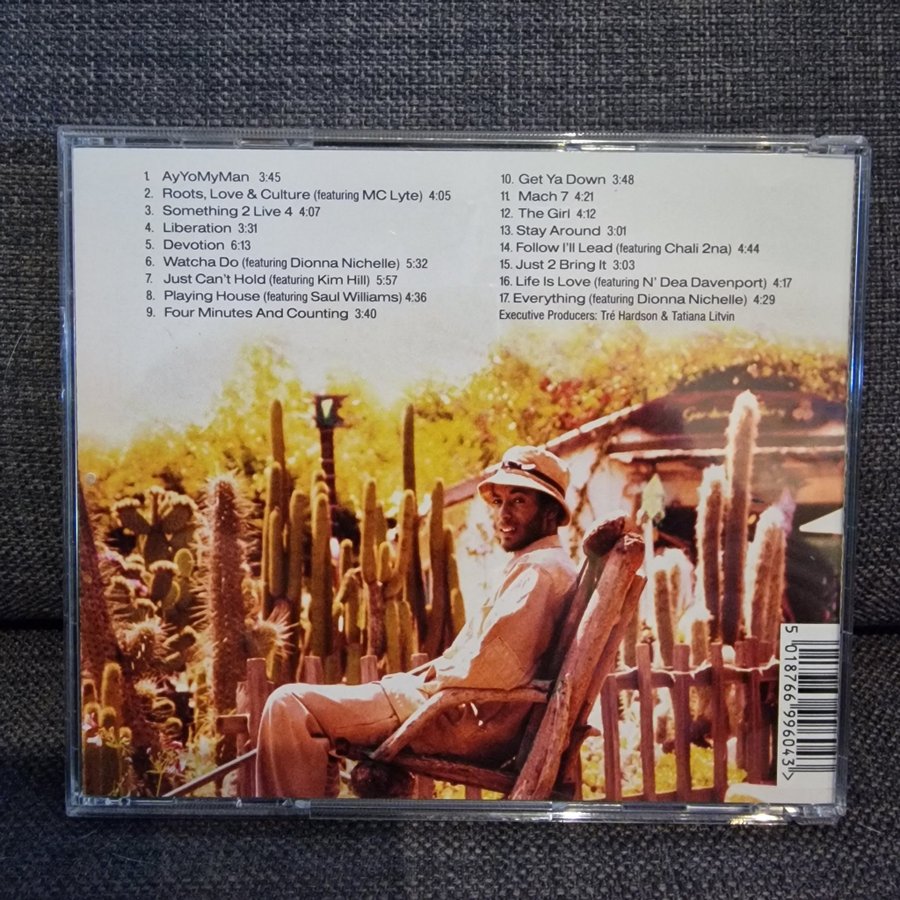 1. AyYoMyMan 3:45
2. Roots, Love & Culture (featuring MC Lyte) 4:05
3. Something 2 Live 4 4:07
4. Liberation 3:31
5. Devotion 6:13
6. Watcha Do (featuring Dionna Nichelle) 5:32
7. Just Can't Hold (featuring Kim Hill) 5:57
8. Playing House (featuring Saul Williams) 4:36
9. Four Minutes And Counting 3:40
10. Get Ya Down 3:48
11. Mach 7 4:21
12. The Girl 4:12
13. Stay Around 3:01
14. Follow I'll Lead (featuring Chali 2na) 4:44
15. Just 2 Bring It 3:03
16. Life Is Love (featuring N' Dea Davenport) 4:17
17. Everything (featuring Dionna Nichelle) 4:29
Executive Producers: Tré Hardson & Tatiana Litvin
5 018766 996043 >